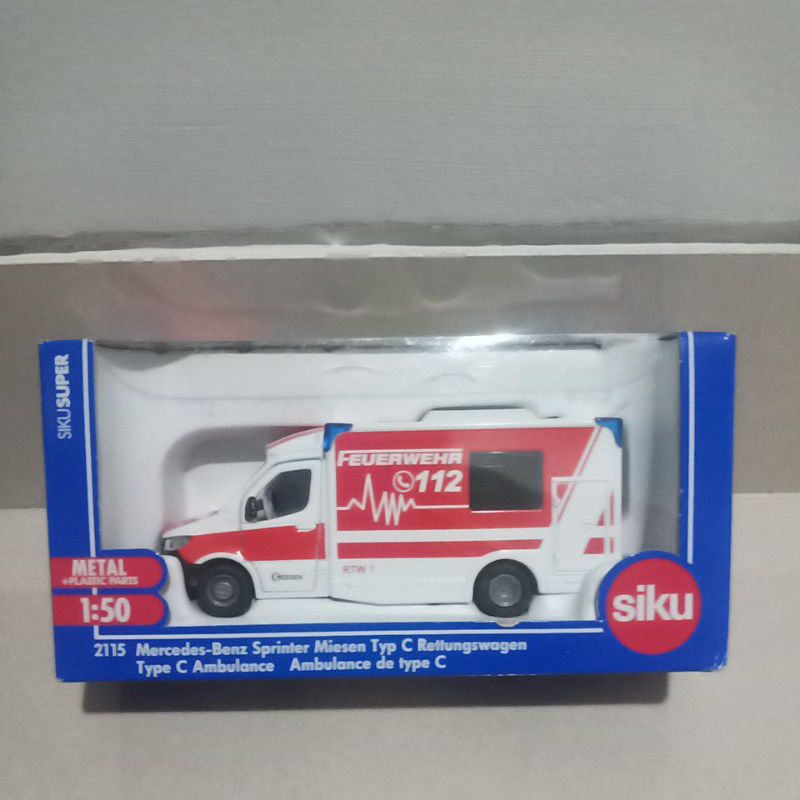 SIKUSUPER
FEUERWEHR
112
RTW 1
MIESEN
METAL
+PLASTIC PARTS
1:50
siku
2115 Mercedes-Benz Sprinter Miesen Typ C Rettungswagen
Type C Ambulance Ambulance de type C